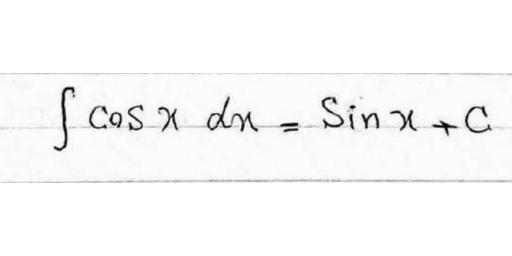 ∫ cos x dx = Sin x + C